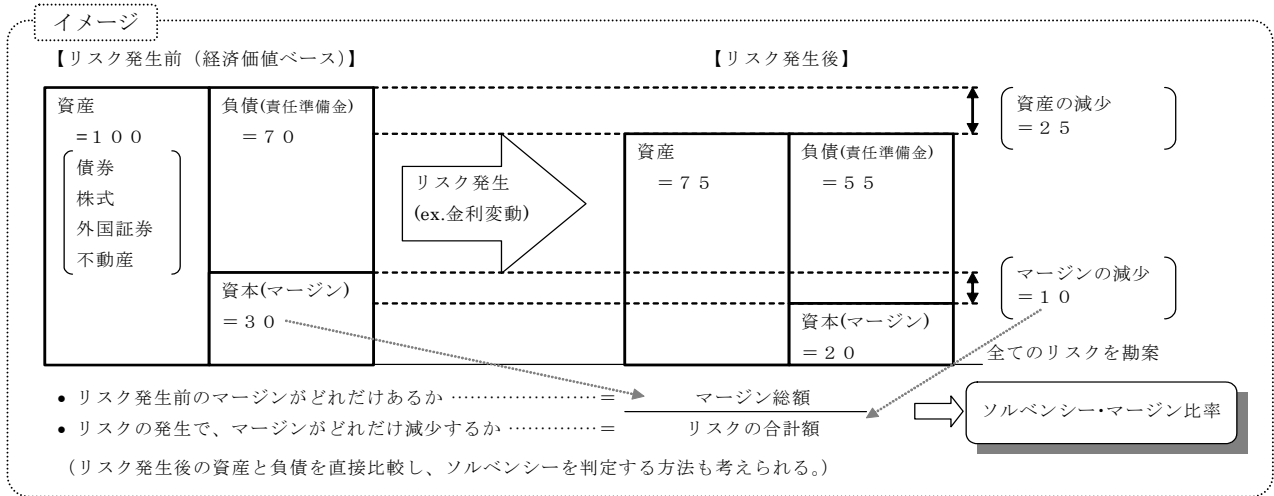 イメージ
【リスク発生前（経済価値ベース）】
【リスク発生後】
資産
=１００
債券
株式
外国証券
不動産
負債(責任準備金)
＝７０
資本(マージン)
＝３０
リスク発生
(ex.金利変動)
資産
＝７５
負債(責任準備金)
＝５５
資本(マージン)
＝２０
資産の減少
＝２５
マージンの減少
＝１０
全てのリスクを勘案
• リスク発生前のマージンがどれだけあるか ……………………＝
マージン総額
• リスクの発生で、マージンがどれだけ減少するか …………＝
リスクの合計額
ソルベンシー・マージン比率
（リスク発生後の資産と負債を直接比較し、ソルベンシーを判定する方法も考えられる。）